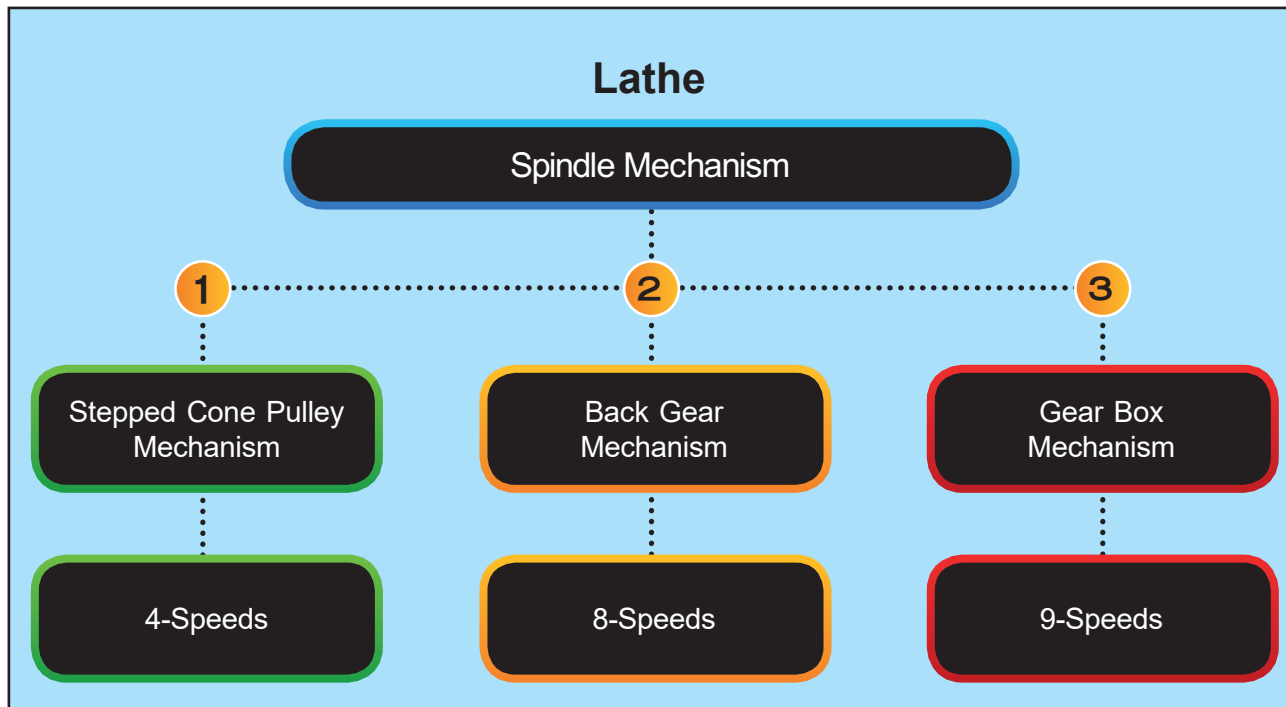 Lathe
Spindle Mechanism
1
2
3
Stepped Cone Pulley
Mechanism
Back Gear
Mechanism
Gear Box
Mechanism
4-Speeds
8-Speeds
9-Speeds